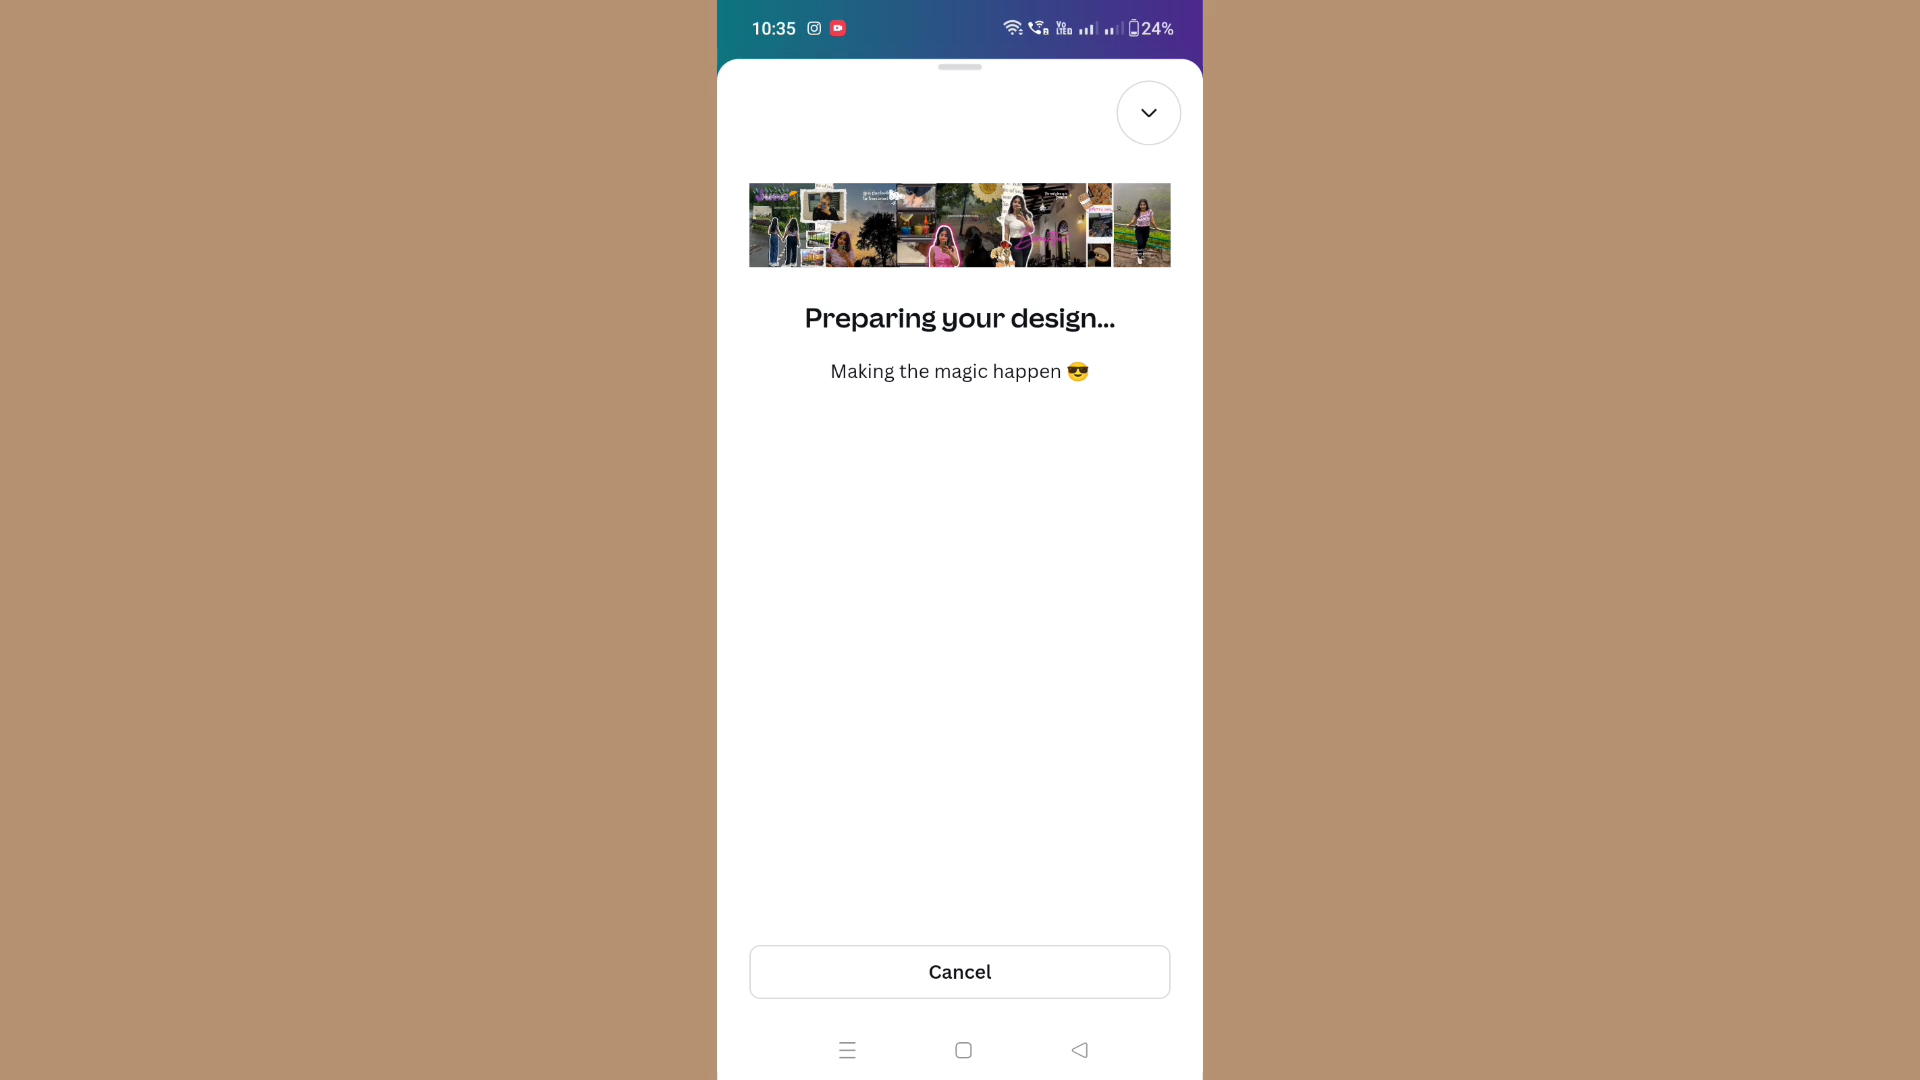 10:35
24%
Preparing your design...
Making the magic happen 😎
Cancel